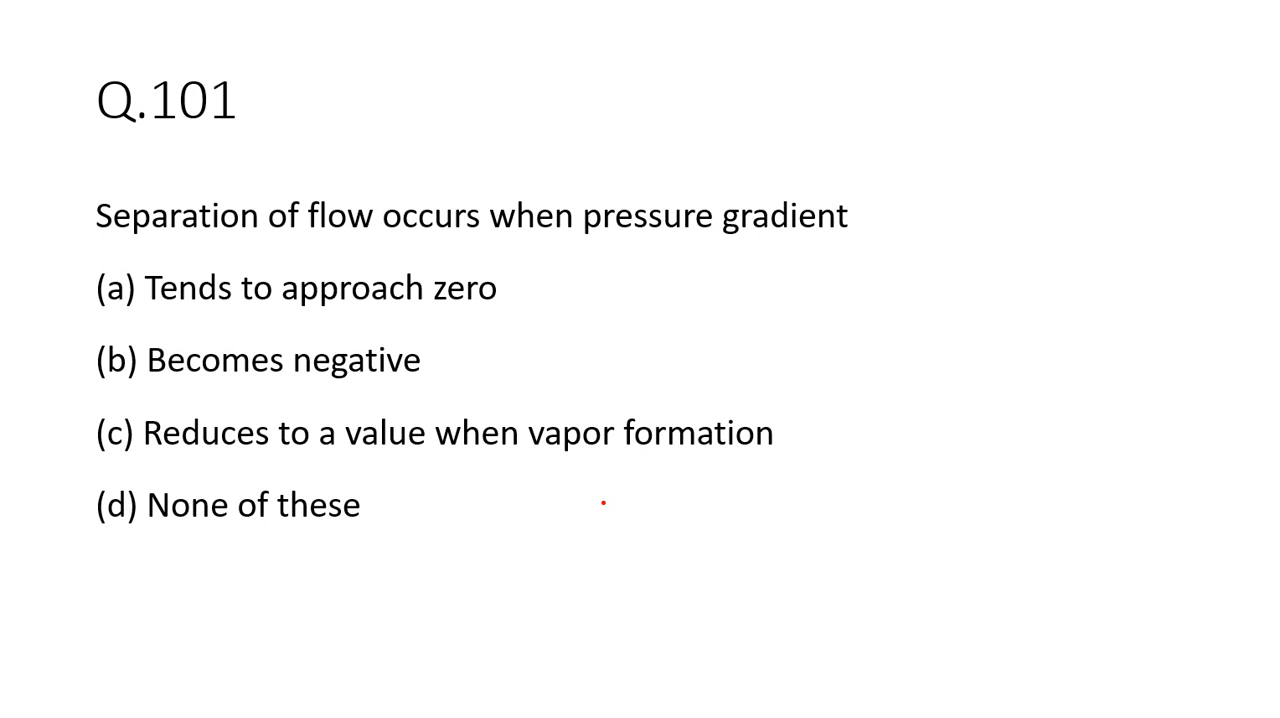 Q.101
Separation of flow occurs when pressure gradient
(a) Tends to approach zero
(b) Becomes negative
(c) Reduces to a value when vapor formation
(d) None of these